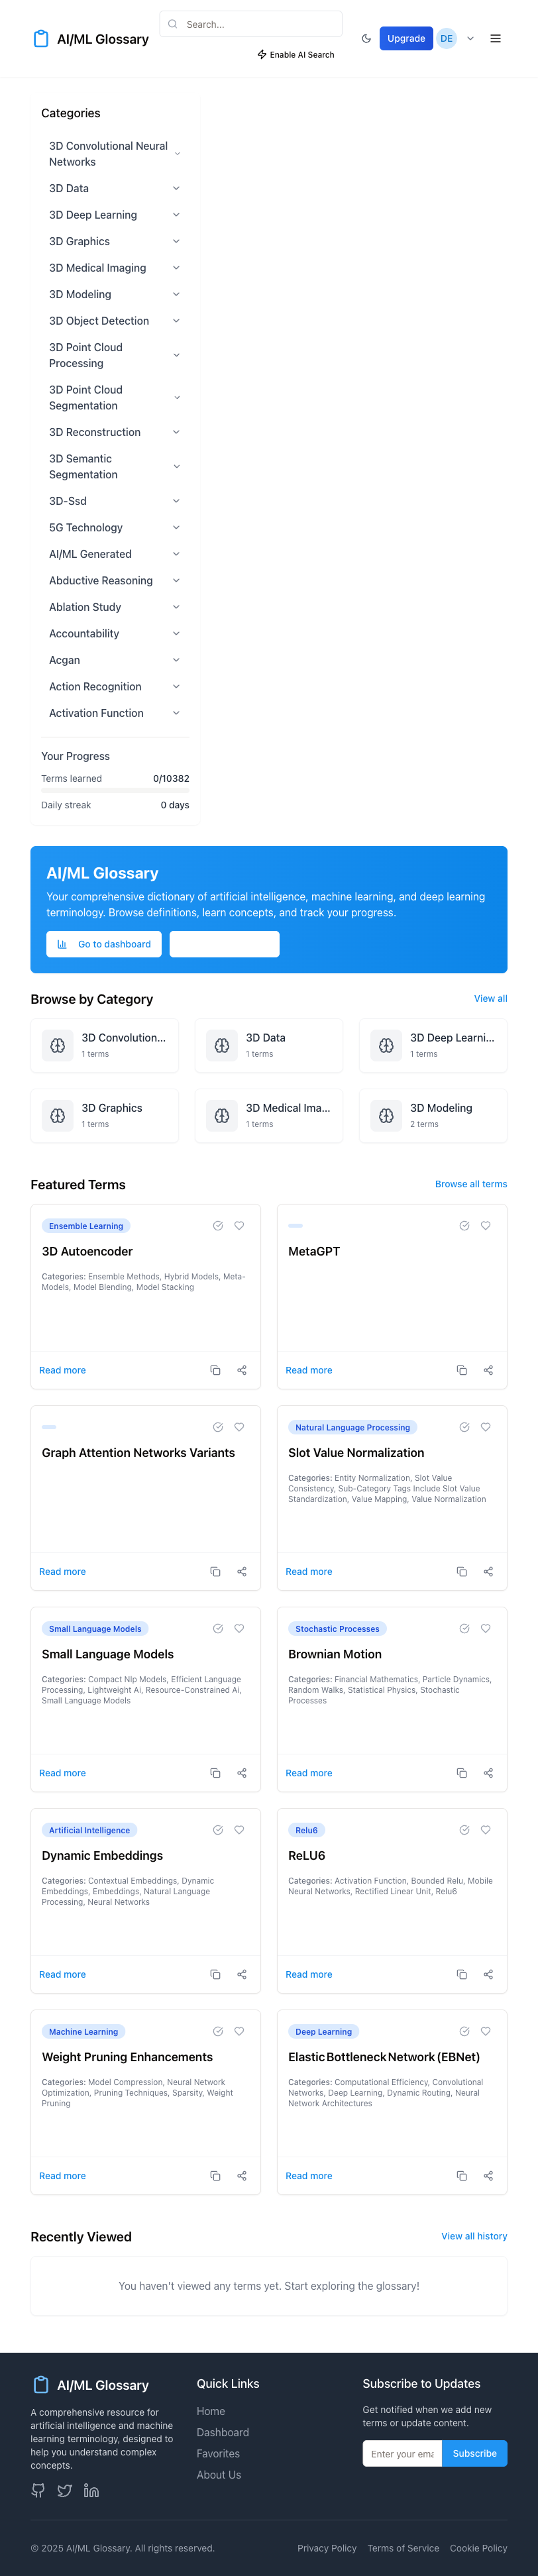 AI/ML Glossary
Search...
Enable AI Search
Upgrade
DE
Categories
3D Convolutional Neural
Networks
3D Data
3D Deep Learning
3D Graphics
3D Medical Imaging
3D Modeling
3D Object Detection
3D Point Cloud
Processing
3D Point Cloud
Segmentation
3D Reconstruction
3D Semantic
Segmentation
3D-Ssd
5G Technology
AI/ML Generated
Abductive Reasoning
Ablation Study
Accountability
Acgan
Action Recognition
Activation Function
Your Progress
Terms learned 0/10382
Daily streak 0 days
AI/ML Glossary
Your comprehensive dictionary of artificial intelligence, machine learning, and deep learning
terminology. Browse definitions, learn concepts, and track your progress.
Go to dashboard
Browse by Category View all
3D Convolution...
1 terms
3D Data
1 terms
3D Deep Learni...
1 terms
3D Graphics
1 terms
3D Medical Ima...
1 terms
3D Modeling
2 terms
Featured Terms Browse all terms
Ensemble Learning
3D Autoencoder
Categories: Ensemble Methods, Hybrid Models, Meta-
Models, Model Blending, Model Stacking
Read more
MetaGPT
Read more
Graph Attention Networks Variants
Read more
Natural Language Processing
Slot Value Normalization
Categories: Entity Normalization, Slot Value
Consistency, Sub-Category Tags Include Slot Value
Standardization, Value Mapping, Value Normalization
Read more
Small Language Models
Small Language Models
Categories: Compact Nlp Models, Efficient Language
Processing, Lightweight Ai, Resource-Constrained Ai,
Small Language Models
Read more
Stochastic Processes
Brownian Motion
Categories: Financial Mathematics, Particle Dynamics,
Random Walks, Statistical Physics, Stochastic
Processes
Read more
Artificial Intelligence
Dynamic Embeddings
Categories: Contextual Embeddings, Dynamic
Embeddings, Embeddings, Natural Language
Processing, Neural Networks
Read more
Relu6
ReLU6
Categories: Activation Function, Bounded Relu, Mobile
Neural Networks, Rectified Linear Unit, Relu6
Read more
Machine Learning
Weight Pruning Enhancements
Categories: Model Compression, Neural Network
Optimization, Pruning Techniques, Sparsity, Weight
Pruning
Read more
Deep Learning
Elastic Bottleneck Network (EBNet)
Categories: Computational Efficiency, Convolutional
Networks, Deep Learning, Dynamic Routing, Neural
Network Architectures
Read more
Recently Viewed View all history
You haven't viewed any terms yet. Start exploring the glossary!
AI/ML Glossary
A comprehensive resource for
artificial intelligence and machine
learning terminology, designed to
help you understand complex
concepts.
Quick Links
Home
Dashboard
Favorites
About Us
Subscribe to Updates
Get notified when we add new
terms or update content.
Enter your ema
Subscribe
© 2025 AI/ML Glossary. All rights reserved.
Privacy Policy Terms of Service Cookie Policy